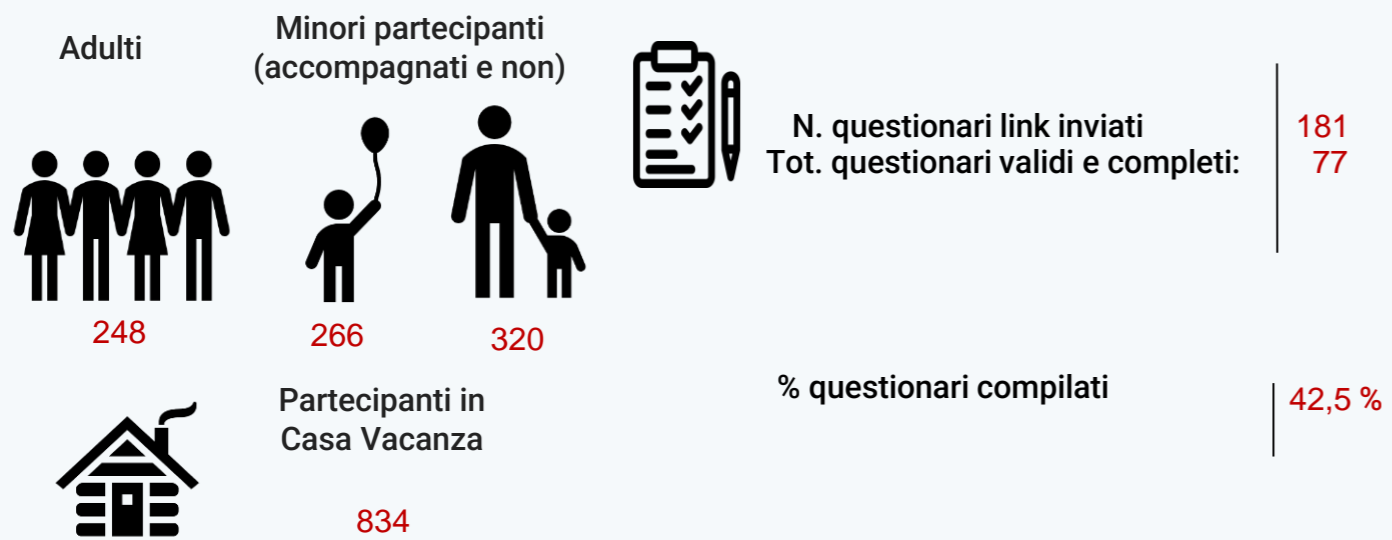 Adulti
Minori partecipanti
(accompagnati e non)
248
266
320
Partecipanti in
Casa Vacanza
834
N. questionari link inviati
181
Tot. questionari validi e completi:
77
% questionari compilati
42,5 %